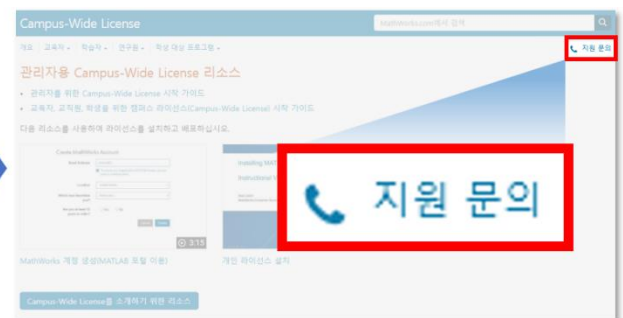 Campus-Wide License
MathWorks.com에서 검색
개요 교육자 학습자 연구용 학생 대상 프로그램
지원 문의
관리자용 Campus-Wide License 리소스
• 관리자를 위한 Campus-Wide License 시작 가이드
• 교육자, 교직원, 학생을 위한 캠퍼스 라이선스(Campus-Wide License) 시작 가이드
다음 리소스를 사용하여 라이선스를 설치하고 배포하십시오.
Create MathWorks Account
Installing MAT
Instructional V
지원 문의
3:15
MathWorks 계정 생성(MATLAB 포털 이용)
개인 라이선스 설치
Campus-Wide License를 소개하기 위한 리소스